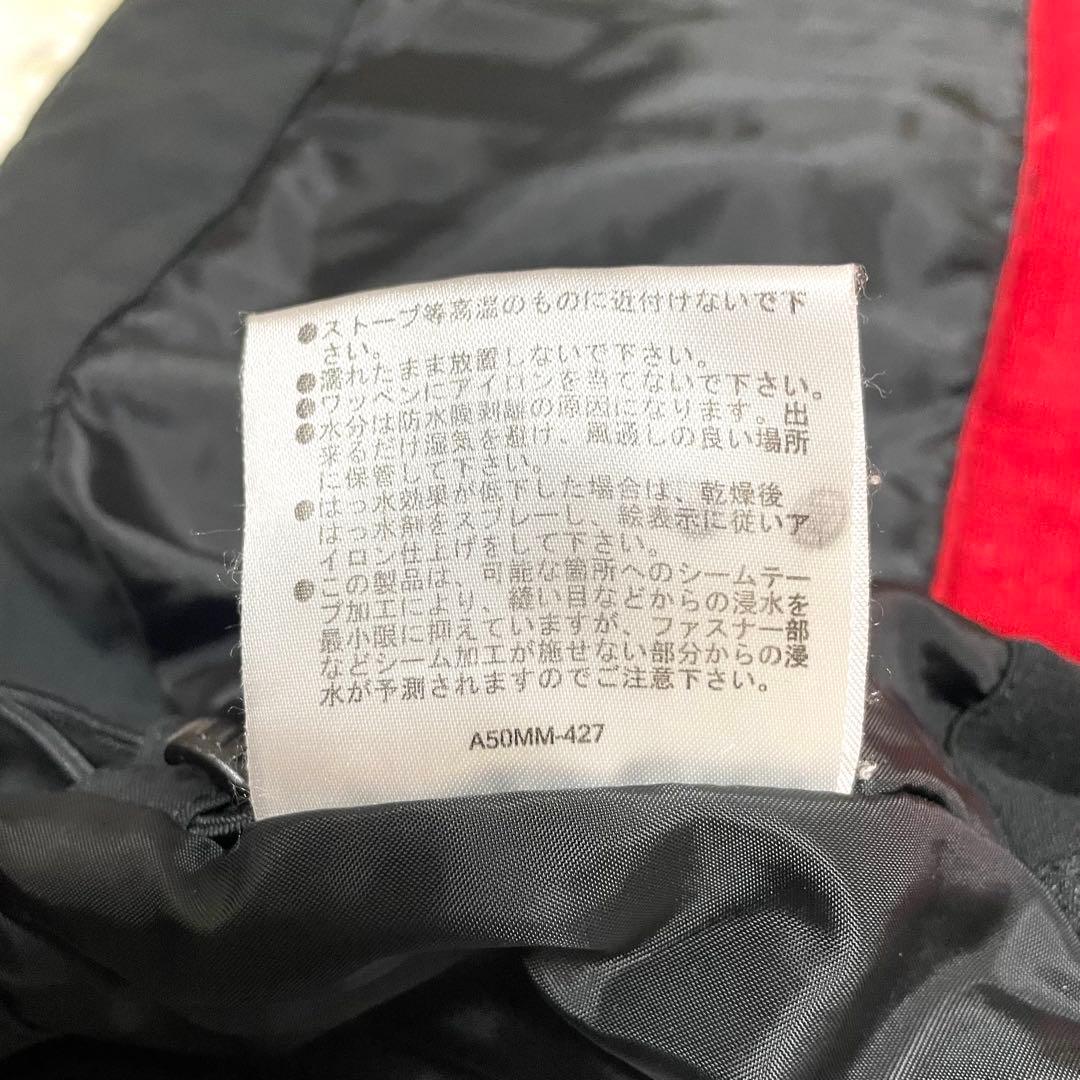 ●ストーブ等高温のものに近付けないで下
さい。
●濡れたまま放置しないで下さい。
●ワッペンにアイロンを当てないで下さい。
●水分は防水膜剥離の原因になります。出
来るだけ湿気を避け、風通しの良い場所
に保管して下さい。
●はっ水効果が低下した場合は、乾燥後
はっ水剤をスプレーし、絵表示に従いア
イロン仕上げをして下さい。
●この製品は、可能な箇所へのシームテー
プ加工により、縫い目などからの浸水を
最小限に抑えていますが、ファスナー部
などシーム加工が施せない部分からの浸
水が予測されますのでご注意下さい。
A50MM-427